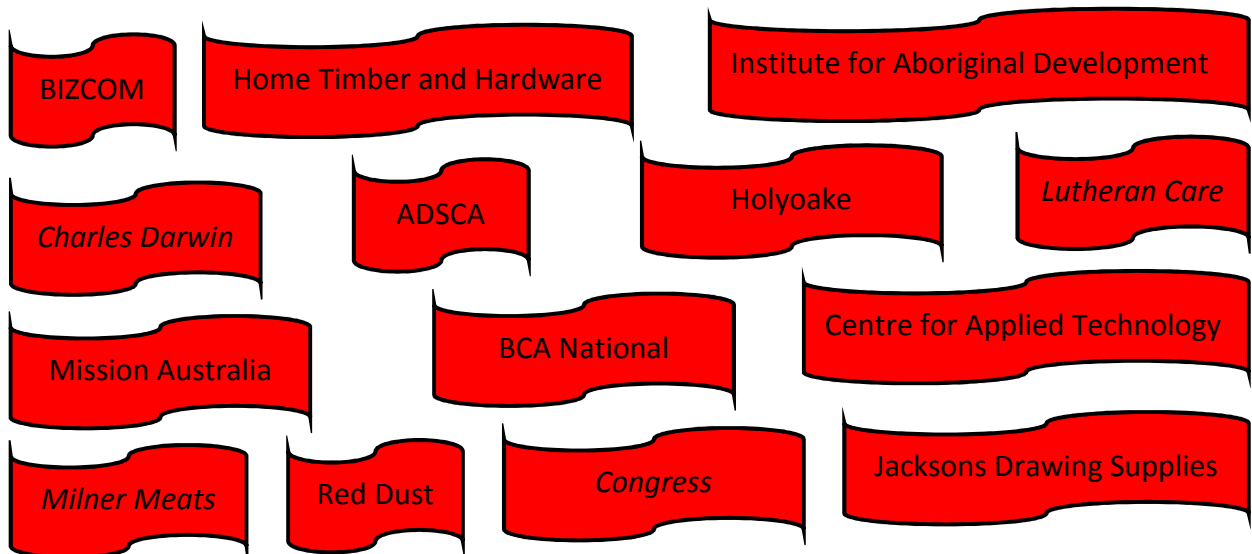 BIZCOM
Home Timber and Hardware
Institute for Aboriginal Development
Charles Darwin
ADSCA
Holyoake
Lutheran Care
Mission Australia
BCA National
Centre for Applied Technology
Milner Meats
Red Dust
Congress
Jacksons Drawing Supplies